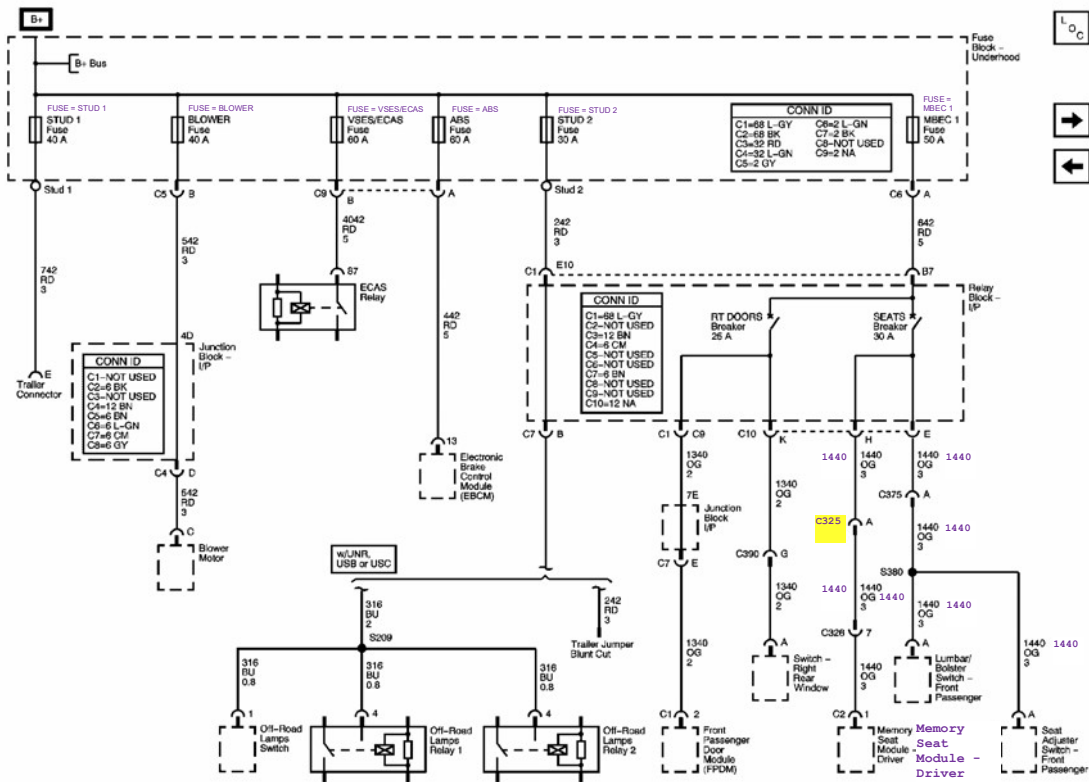 B+
L
O
C
Fuse
Block –
Underhood
B+ Bus
FUSE = STUD 1
FUSE = BLOWER
FUSE = VSES/ECAS
FUSE = ABS
FUSE = STUD 2
FUSE =
MBEC 1
STUD 1
Fuse
40 A
BLOWER
Fuse
40 A
VSES/ECAS
Fuse
60 A
ABS
Fuse
60 A
STUD 2
Fuse
30 A
CONN ID
C1=68 L-GY
C2=68 BK
C3=32 RD
C4=32 L-GN
C5=2 GY
C6=2 L-GN
C7=2 BK
C8-NOT USED
C9=2 NA
MBEC 1
Fuse
50 A
Stud 1
C5 B
C9 B
A
Stud 2
C6 A
742
RD
3
542
RD
3
4042
RD
5
442
RD
5
242
RD
3
642
RD
5
87
ECAS
Relay
C1 E10
B7
Relay
Block –
I/P
CONN ID
C1=68 L-GY
C2-NOT USED
C3=12 BN
C4=6 CM
C5-NOT USED
C6-NOT USED
C7=6 BN
C8-NOT USED
C9-NOT USED
C10=12 NA
RT DOORS
Breaker
25 A
SEATS
Breaker
30 A
4D
Junction
Block –
I/P
CONN ID
C1-NOT USED
C2=6 BK
C3-NOT USED
C4=12 BN
C5=6 BN
C6=6 L-GN
C7=6 CM
C8=6 GY
E
Trailer
Connector
C4 D
542
RD
3
C
Blower
Motor
13
Electronic
Brake
Control
Module
(EBCM)
C7 B
C1 C9
C10 K
H
E
1340
OG
2
7E
Junction
Block
I/P
C7 E
1340
OG
2
C1 2
Front
Passenger
Door
Module
(FPDM)
1340
OG
2
C390 G
1340
OG
2
A
Switch –
Right
Rear
Window
1440
1440
OG
3
C325 A
1440
1440
OG
3
C326 7
1440
OG
3
C2 1
Memory
Seat
Module –
Driver
Memory
Seat
Module –
Driver
1440
OG
3
1440
C375 A
1440
OG
3
1440
S380
1440
1440
OG
3
1440
A
Lumbar/
Bolster
Switch –
Front
Passenger
1440
OG
3
1440
A
Seat
Adjuster
Switch –
Front
Passenger
w/UNR,
USB or USC
316
BU
2
S209
242
RD
3
Trailer Jumper
Blunt Cut
316
BU
0.8
316
BU
0.8
316
BU
0.8
1
Off-Road
Lamps
Switch
4
Off-Road
Lamps
Relay 1
4
Off-Road
Lamps
Relay 2